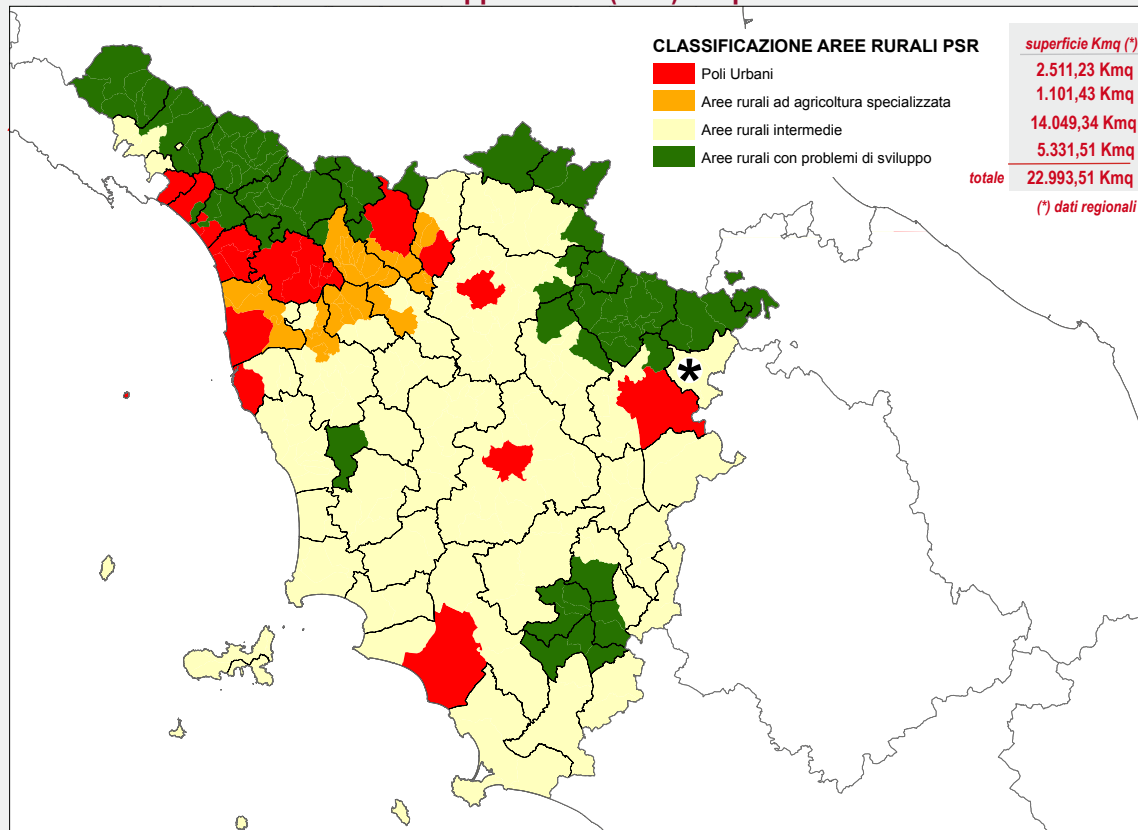 CLASSIFICAZIONE AREE RURALI PSR
superficie Kmq (*)
Poli Urbani
2.511,23 Kmq
Aree rurali ad agricoltura specializzata
1.101,43 Kmq
Aree rurali intermedie
14.049,34 Kmq
Aree rurali con problemi di sviluppo
5.331,51 Kmq
totale 22.993,51 Kmq
(*) dati regionali
*